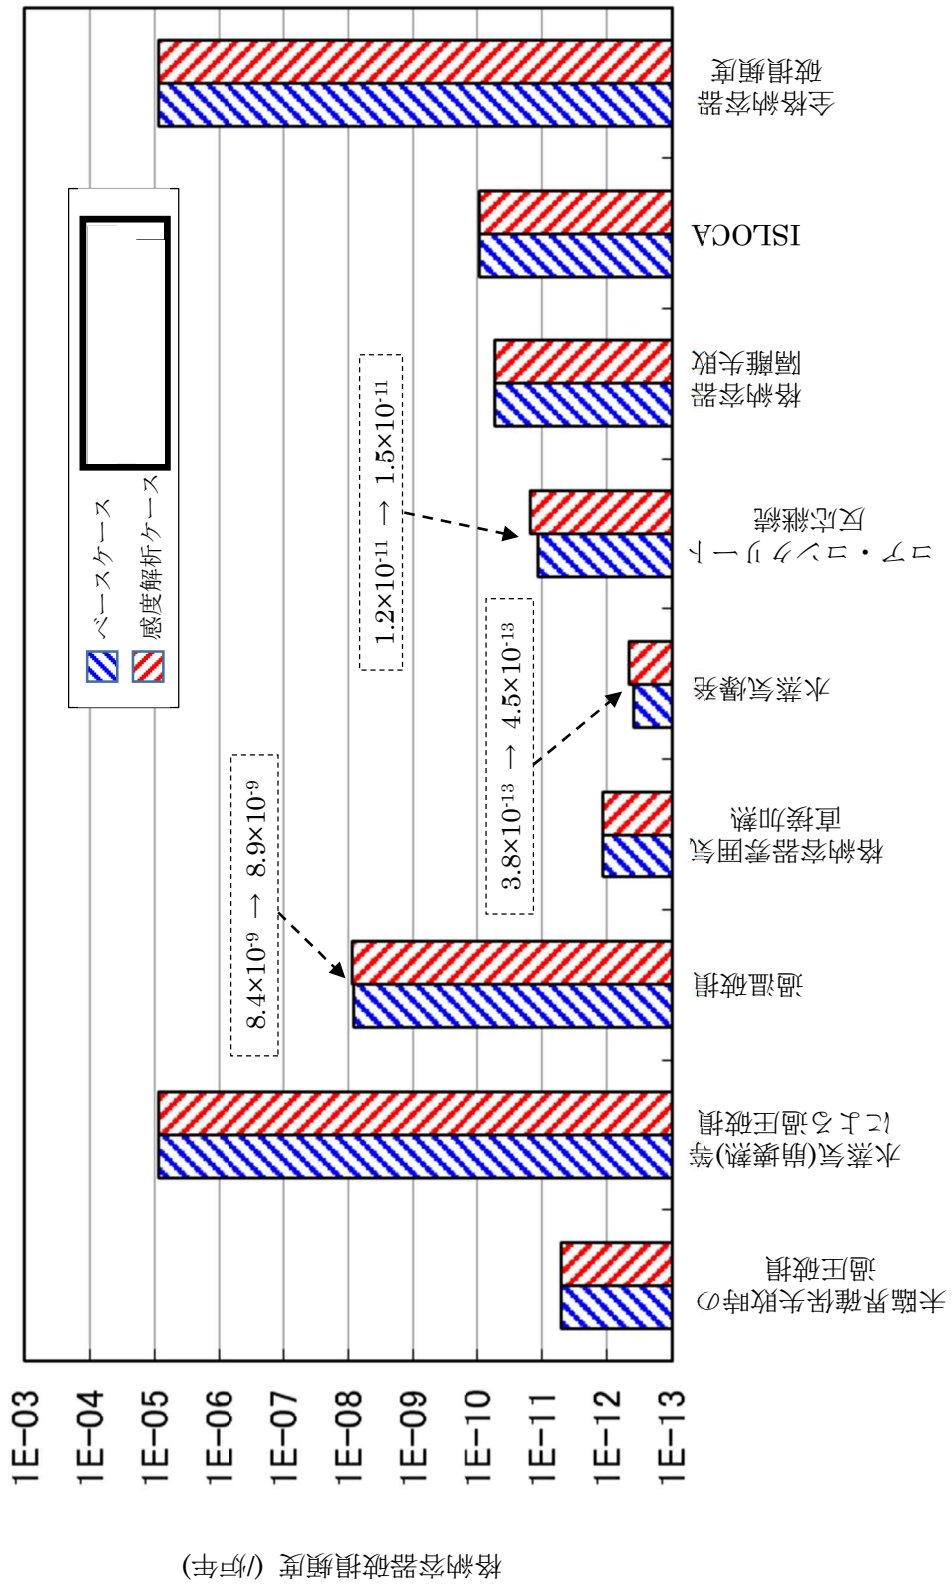 格納容器破損頻度 (/炉年)
1E-03
1E-04
1E-05
1E-06
1E-07
1E-08
1E-09
1E-10
1E-11
1E-12
1E-13
ベースケース
感度解析ケース
8.4×10-9 → 8.9×10-9
3.8×10-13 → 4.5×10-13
1.2×10-11 → 1.5×10-11
未臨界確保失敗時の
過圧破損
水蒸気(崩壊熱)等
による過圧破損
過温破損
格納容器雰囲気
直接加熱
水蒸気爆発
コア・コンクリート
反応継続
格納容器
隔離失敗
ISLOCA
全格納容器
破損頻度